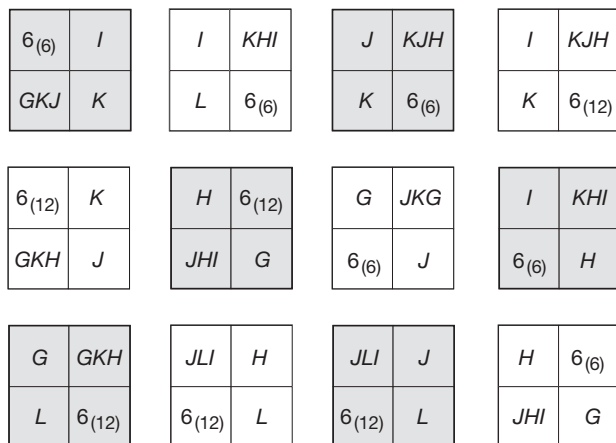 6(6) I I KHI J KJH I KJH
GKJ K L 6(6) K 6(6) K 6(12)
6(12) K H 6(12) G JKG I KHI
GKH J JHI G 6(6) J 6(6) H
G GKH JLI H JLI J H 6(6)
L 6(12) 6(12) L 6(12) L JHI G